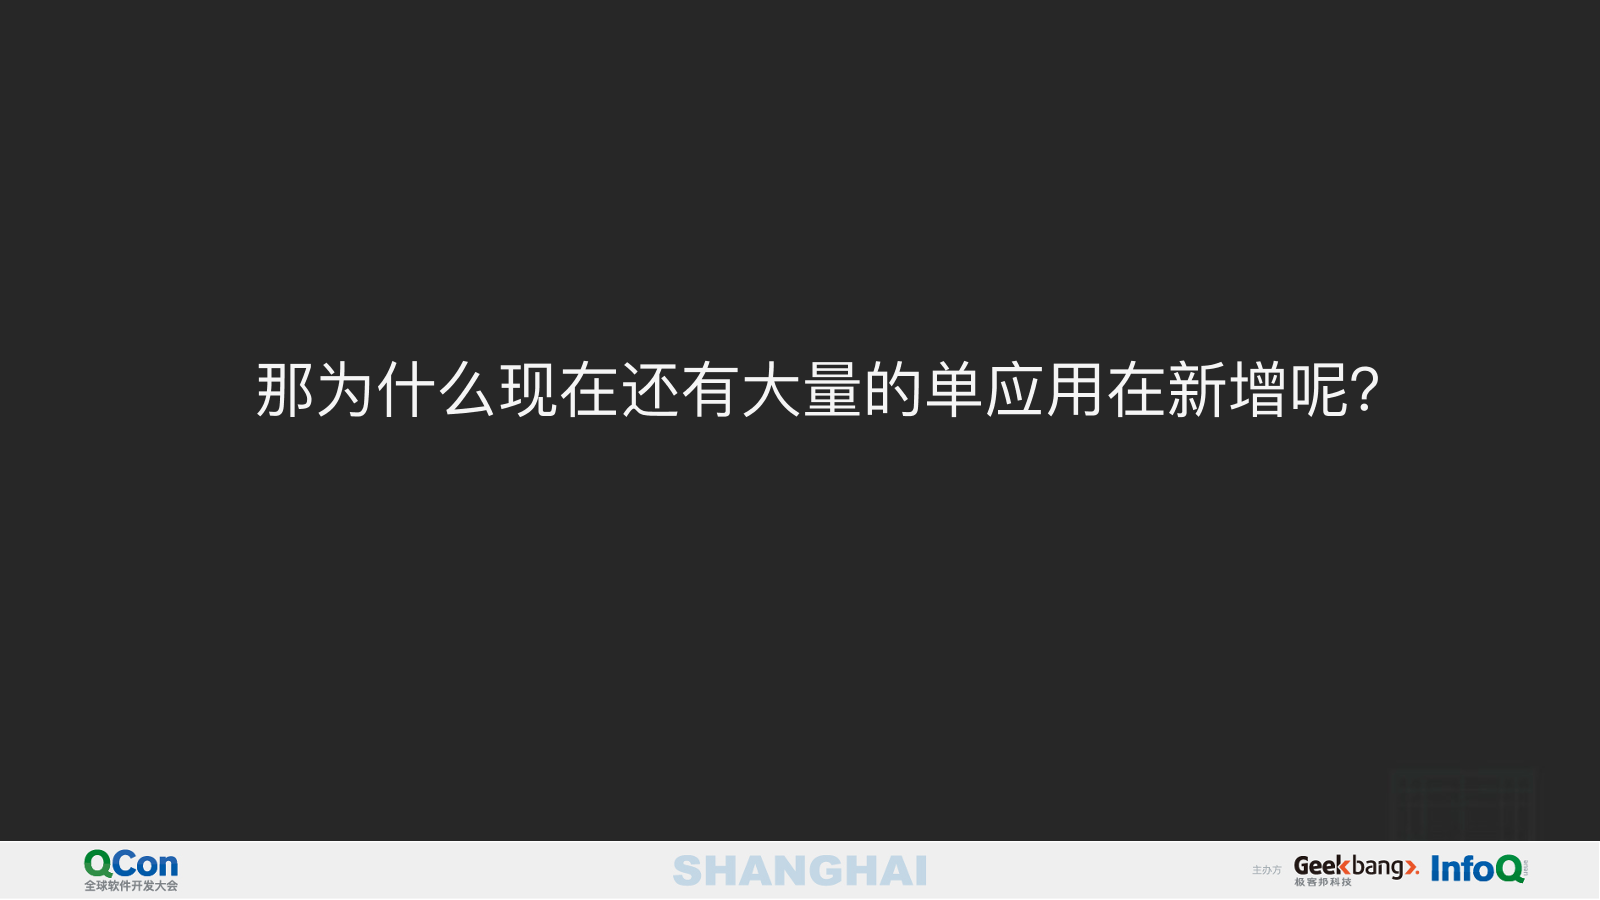 那为什么现在还有大量的单应用在新增呢?
QCon
全球软件开发大会
SHANGHAI
主办方
Geekbang>.
极客邦科技
InfoQ